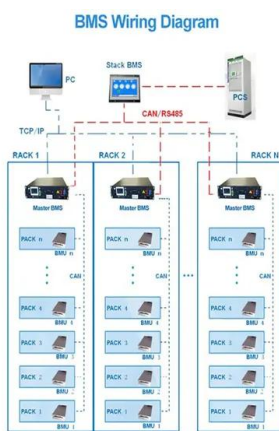 BMS Wiring Diagram
Stack BMS
PC
PCS
CAN/RS485
TCP/IP
RACK 1
RACK 2
RACK N
Master BMS
Master BMS
Master BMS
PACK n
PACK n
PACK n
BMU n
BMU n
BMU n
CAN
CAN
CAN
PACK 4
PACK 4
PACK 4
BMU 4
BMU 4
BMU 4
PACK 3
PACK 3
PACK 3
BMU 3
BMU 3
BMU 3
PACK 2
PACK 2
PACK 2
BMU 2
BMU 2
BMU 2
PACK 1
PACK 1
PACK 1
BMU 1
BMU 1
BMU 1